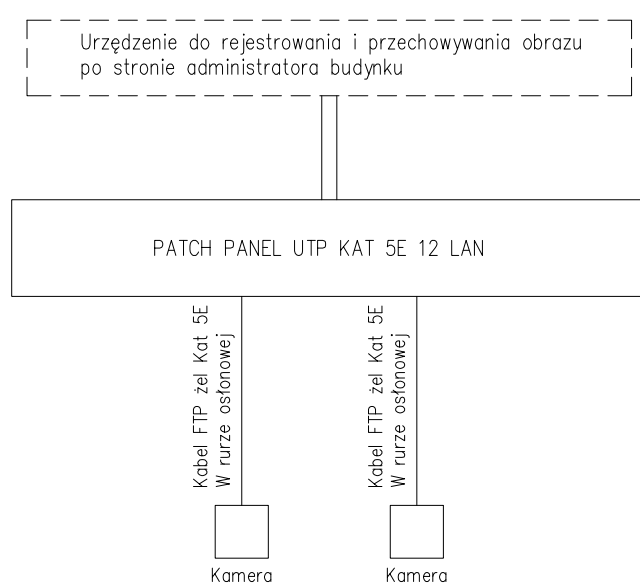 Urzędzenie do rejestrowania i przechowywania obrazu
po stronie administratora budynku
PATCH PANEL UTP KAT 5E 12 LAN
Kabel FTP żel Kat 5E
W rurze osłonowej
Kabel FTP żel Kat 5E
W rurze osłonowej
Kamera
Kamera